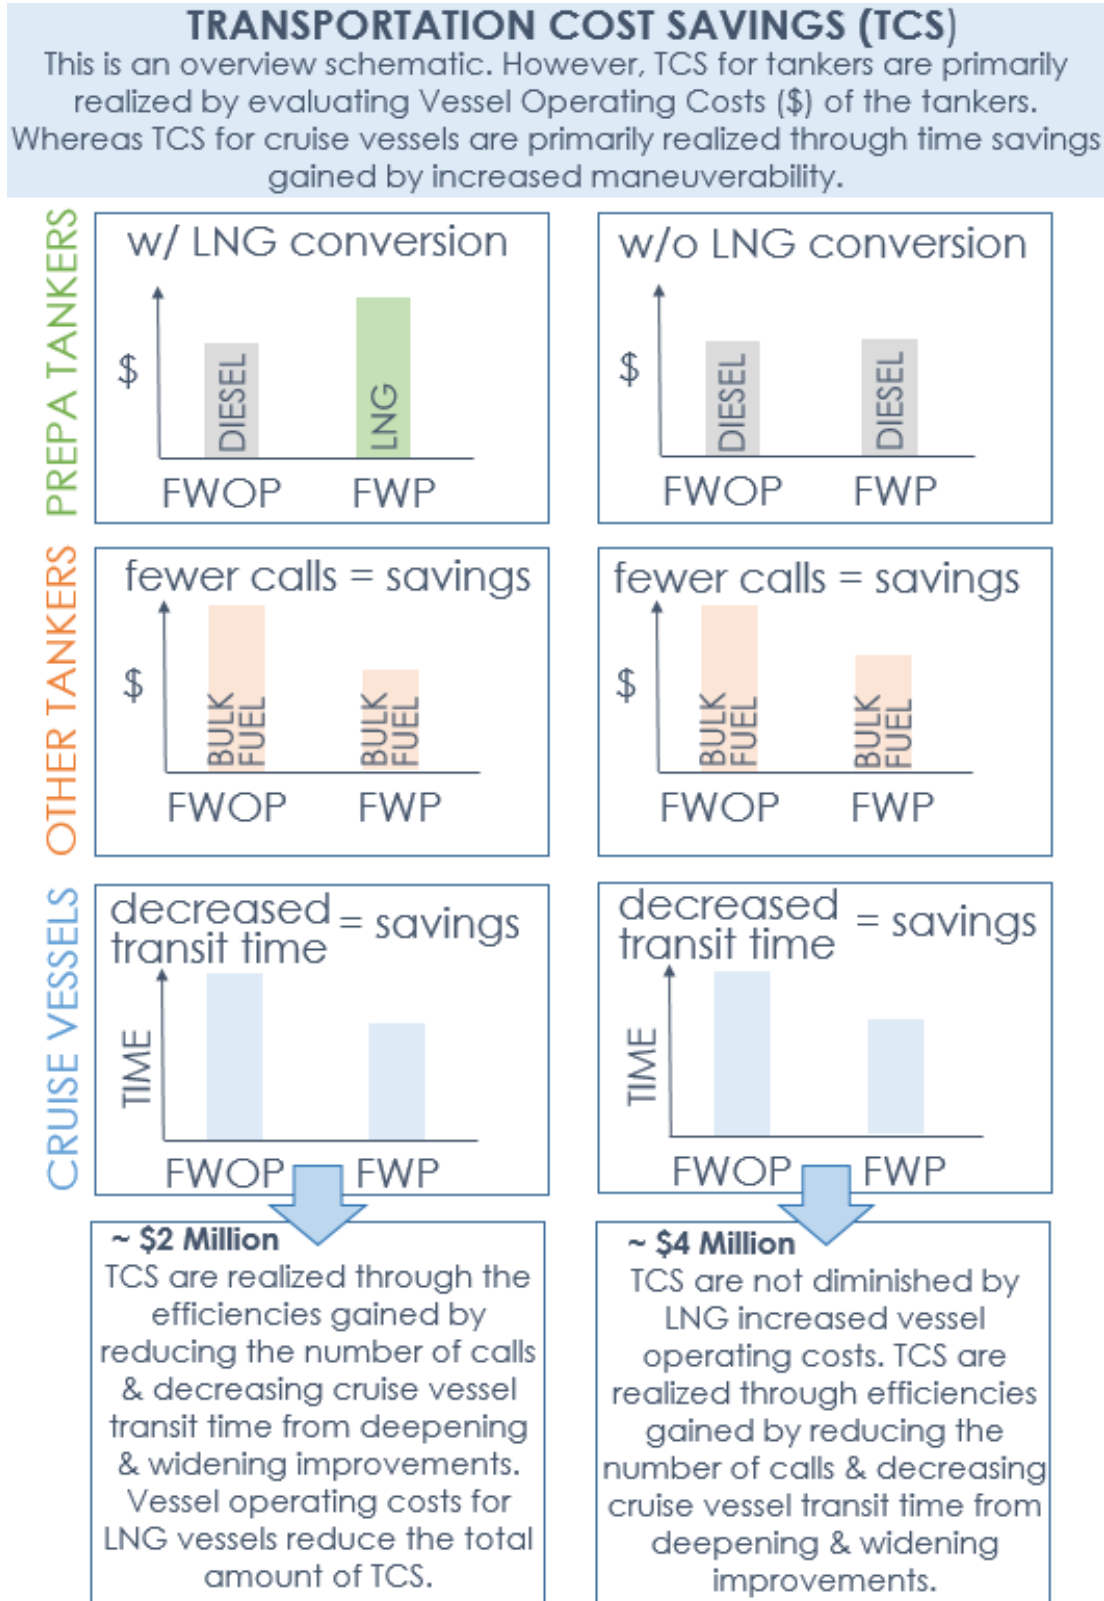 TRANSPORTATION COST SAVINGS (TCS)
This is an overview schematic. However, TCS for tankers are primarily
realized by evaluating Vessel Operating Costs ($) of the tankers.
Whereas TCS for cruise vessels are primarily realized through time savings
gained by increased maneuverability.
PREPA TANKERS
w/ LNG conversion
$
DIESEL
LNG
FWOP FWP
w/o LNG conversion
$
DIESEL
DIESEL
FWOP FWP
OTHER TANKERS
fewer calls = savings
$
BULK
FUEL
BULK
FUEL
FWOP FWP
fewer calls = savings
$
BULK
FUEL
BULK
FUEL
FWOP FWP
CRUISE VESSELS
decreased
transit time = savings
TIME
FWOP FWP
decreased
transit time = savings
TIME
FWOP FWP
~ $2 Million
TCS are realized through the
efficiencies gained by
reducing the number of calls
& decreasing cruise vessel
transit time from deepening
& widening improvements.
Vessel operating costs for
LNG vessels reduce the total
amount of TCS.
~ $4 Million
TCS are not diminished by
LNG increased vessel
operating costs. TCS are
realized through efficiencies
gained by reducing the
number of calls & decreasing
cruise vessel transit time from
deepening & widening
improvements.